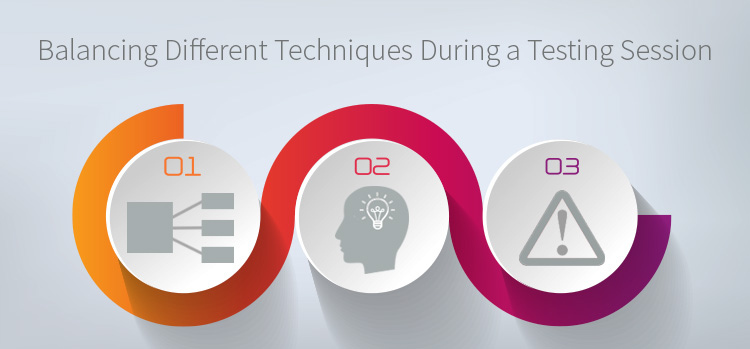 Balancing Different Techniques During a Testing Session
01
02
03